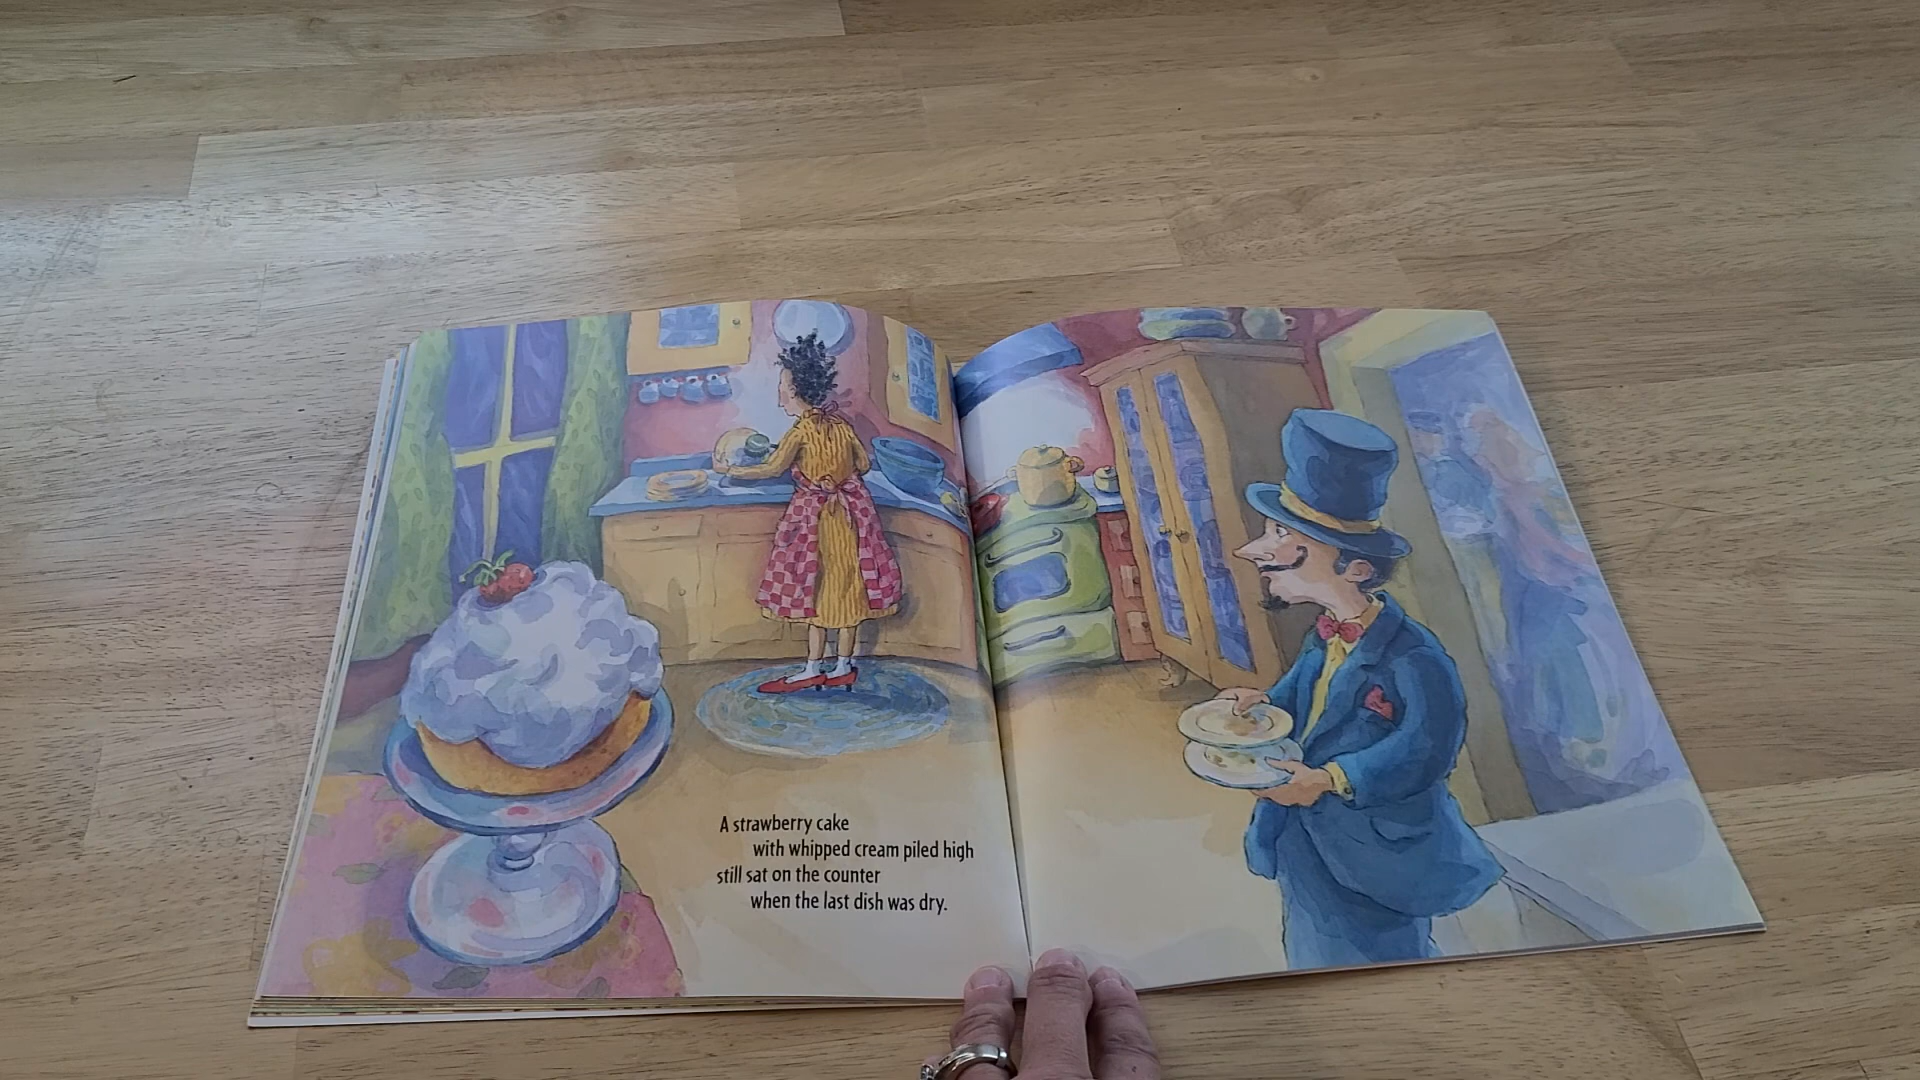 A strawberry cake
with whipped cream piled high
still sat on the counter
when the last dish was dry.